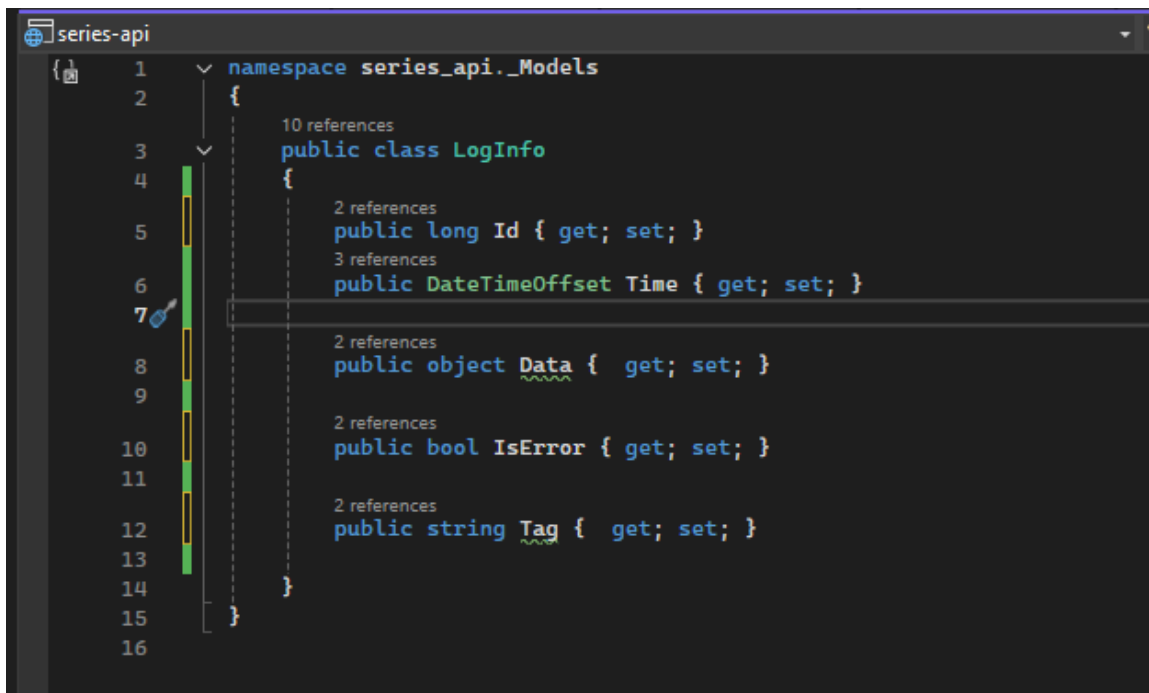 series-api
1 namespace series_api._Models
2 {
10 references
3 public class LogInfo
4 {
2 references
5 public long Id { get; set; }
3 references
6 public DateTimeOffset Time { get; set; }
7
2 references
8 public object Data {  get; set; }
9
2 references
10 public bool IsError { get; set; }
11
2 references
12 public string Tag {  get; set; }
13
14 }
15 }
16